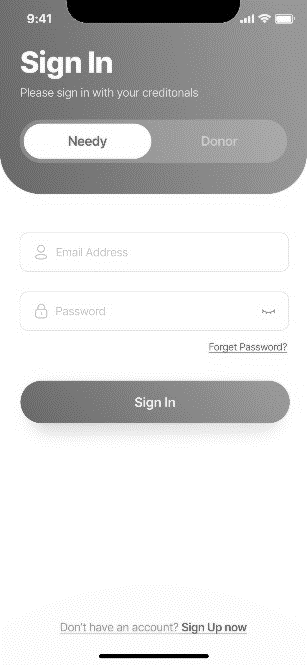 9:41
Sign In
Please sign in with your creditonals
Needy
Donor
Email Address
Password
Forget Password?
Sign In
Don't have an account? Sign Up now